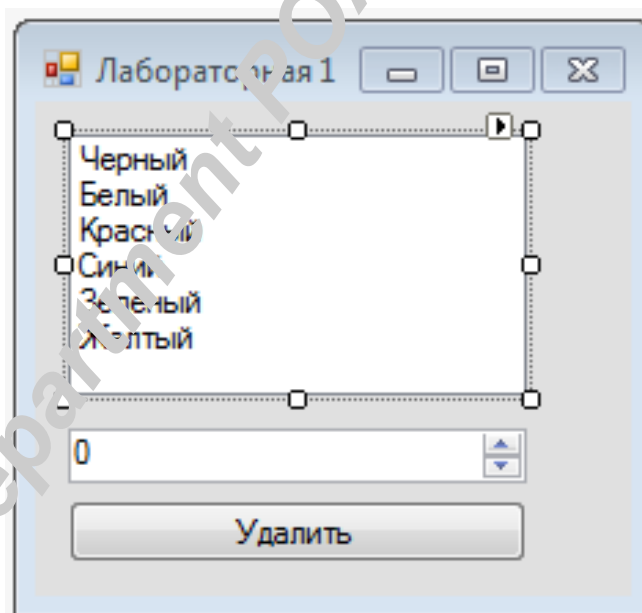 Лабораторная 1
Черный
Белый
Красный
Синий
Зеленый
Желтый
0
Удалить